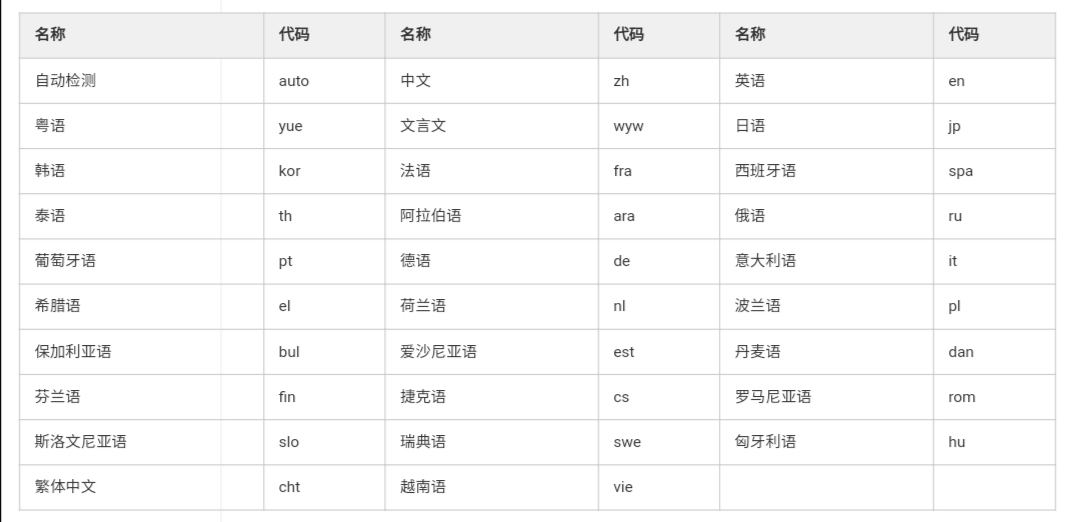 名称 代码 名称 代码 名称 代码
自动检测 auto 中文 zh 英语 en
粤语 yue 文言文 wyw 日语 jp
韩语 kor 法语 fra 西班牙语 spa
泰语 th 阿拉伯语 ara 俄语 ru
葡萄牙语 pt 德语 de 意大利语 it
希腊语 el 荷兰语 nl 波兰语 pl
保加利亚语 bul 爱沙尼亚语 est 丹麦语 dan
芬兰语 fin 捷克语 cs 罗马尼亚语 rom
斯洛文尼亚语 slo 瑞典语 swe 匈牙利语 hu
繁体中文 cht 越南语 vie